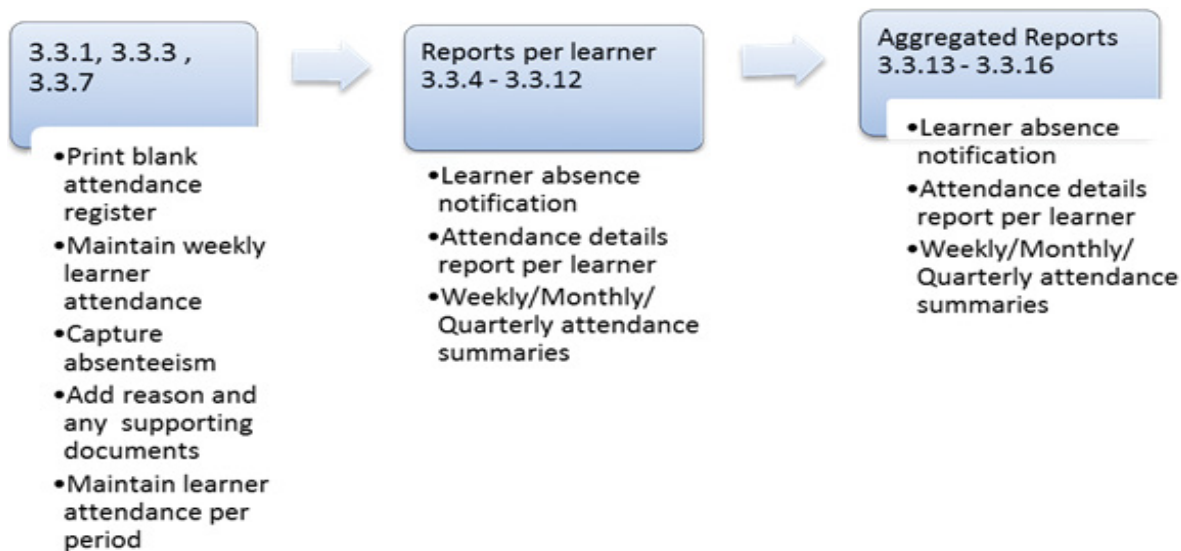 3.3.1, 3.3.3 ,
3.3.7
•Print blank
attendance
register
•Maintain weekly
learner
attendance
•Capture
absenteeism
•Add reason and
any  supporting
documents
•Maintain learner
attendance per
period
Reports per learner
3.3.4 - 3.3.12
•Learner absence
notification
•Attendance details
report per learner
•Weekly/Monthly/
Quarterly attendance
summaries
Aggregated Reports
3.3.13 - 3.3.16
•Learner absence
notification
•Attendance details
report per learner
•Weekly/Monthly/
Quarterly attendance
summaries